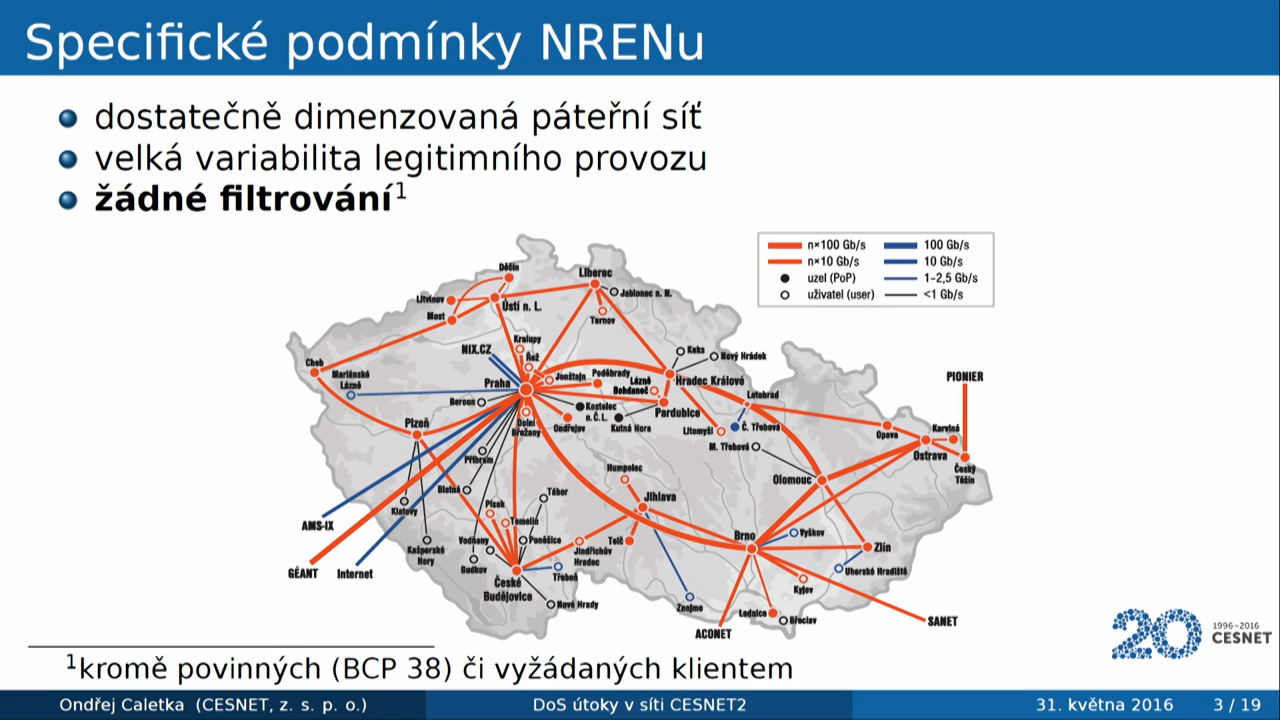 Specifické podmínky NRENu
dostatečně dimenzovaná páteřní síť
velká variabilita legitimního provozu
žádné filtrování1
n×100 Gb/s
100 Gb/s
n×10 Gb/s
10 Gb/s
uzel (PoP)
1–2,5 Gb/s
uživatel (user)
<1 Gb/s
Děčín
Liberec
Jablonec n. N.
Litvínov
Ústí n. L.
Most
Turnov
Kralupy
NIX.CZ
Řež
Kuks
Nový Hrádek
Cheb
Mariánské
Lázně
Praha
Jenštejn
Poděbrady
Lázně
Bohdaneč
Hradec Králové
PIONIER
Beroun
Kostelec
n.Č.L.
Kutná Hora
Pardubice
Letohrad
Plzeň
Dolní
Břežany
Ondřejov
Litomyšl
Č. Třebová
Opava
Karviná
M. Třebová
Ostrava
Český
Těšín
Příbram
Humpolec
Olomouc
Blatná
Tábor
Jihlava
Klatovy
Písek
Temelín
AMS-IX
Vodňany
Poněšice
Telč
Brno
Vyškov
Zlín
Kašperské
Hory
Jindřichův
Hradec
GÉANT
Internet
Budkov
České
Budějovice
Třeboň
Uherské Hradiště
Kyjov
Nové Hrady
Znojmo
Lednice
Břeclav
SANET
ACONET
20
1996–2016
CESNET
1kromě povinných (BCP 38) či vyžádaných klientem
Ondřej Caletka (CESNET, z. s. p. o.)
DoS útoky v síti CESNET2
31. května 2016
3 / 19